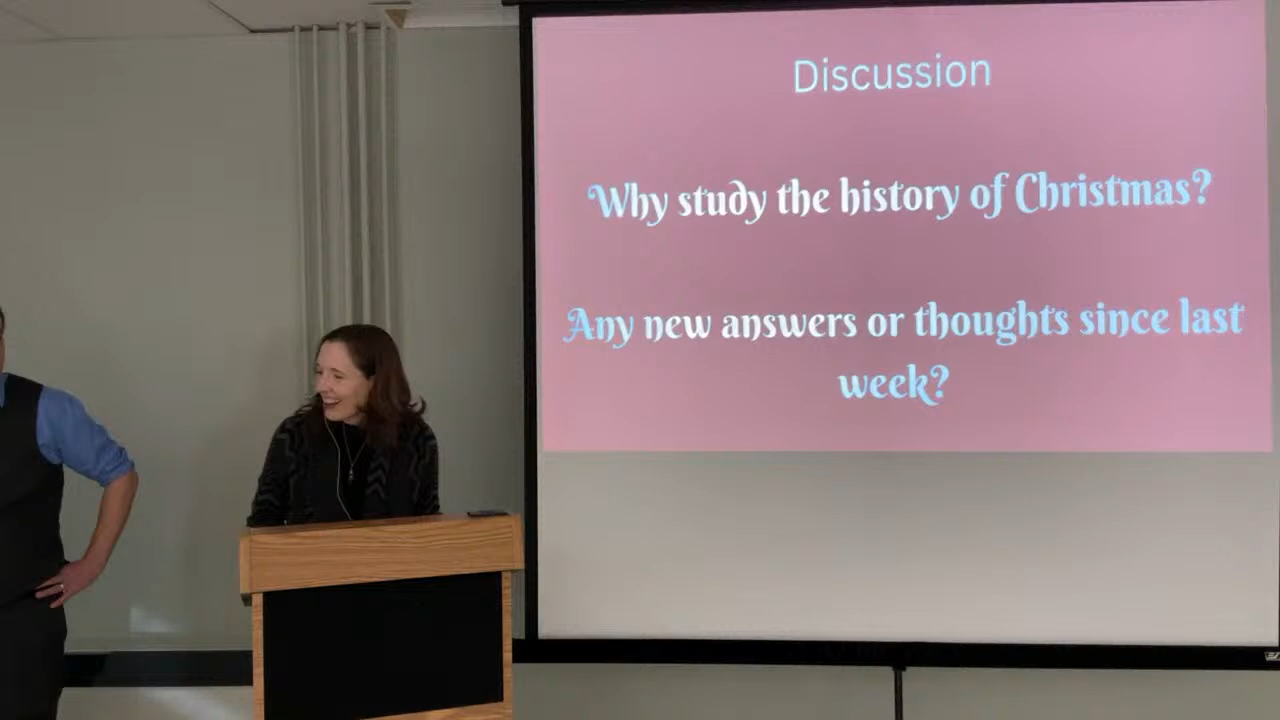 Discussion
Why study the history of Christmas?
Any new answers or thoughts since last
week?